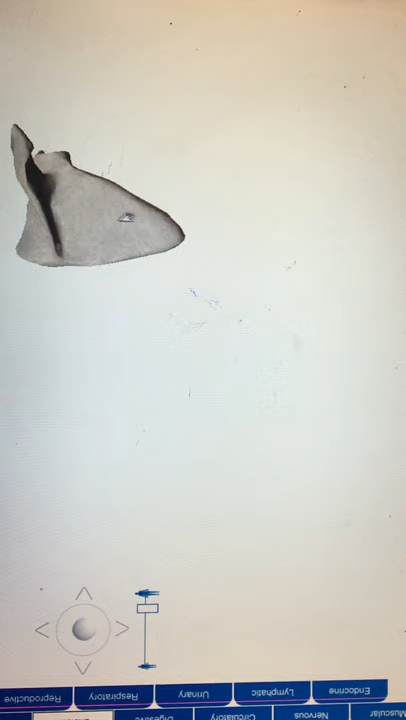 Muscular Nervous Circulatory Digestive
Endocrine Lymphatic Urinary Respiratory Reproductive